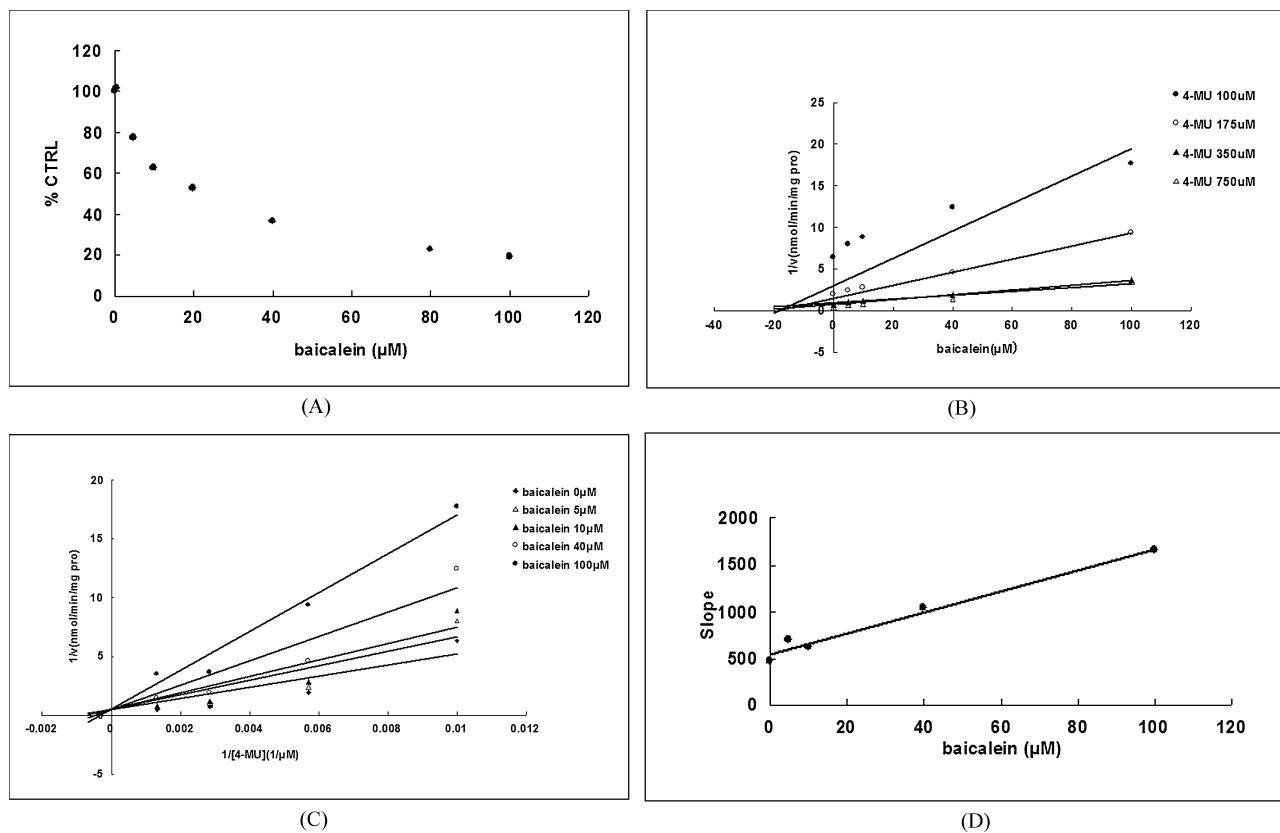 120
100
80
60
40
20
0
% CTRL
0 20 40 60 80 100 120
baicalein (µM)
(A)
25
20
15
10
5
0
-5
1/v(nmol/min/mg pro)
-40 -20 0 20 40 60 80 100 120
baicalein(µM)
4-MU 100uM
4-MU 175uM
4-MU 350uM
4-MU 750uM
(B)
20
15
10
5
0
-5
1/v(nmol/min/mg pro)
-0.002 0 0.002 0.004 0.006 0.008 0.01 0.012
1/[4-MU](1/µM)
baicalein 0µM
baicalein 5µM
baicalein 10µM
baicalein 40µM
baicalein 100µM
(C)
2000
1500
1000
500
0
Slope
0 20 40 60 80 100 120
baicalein (µM)
(D)